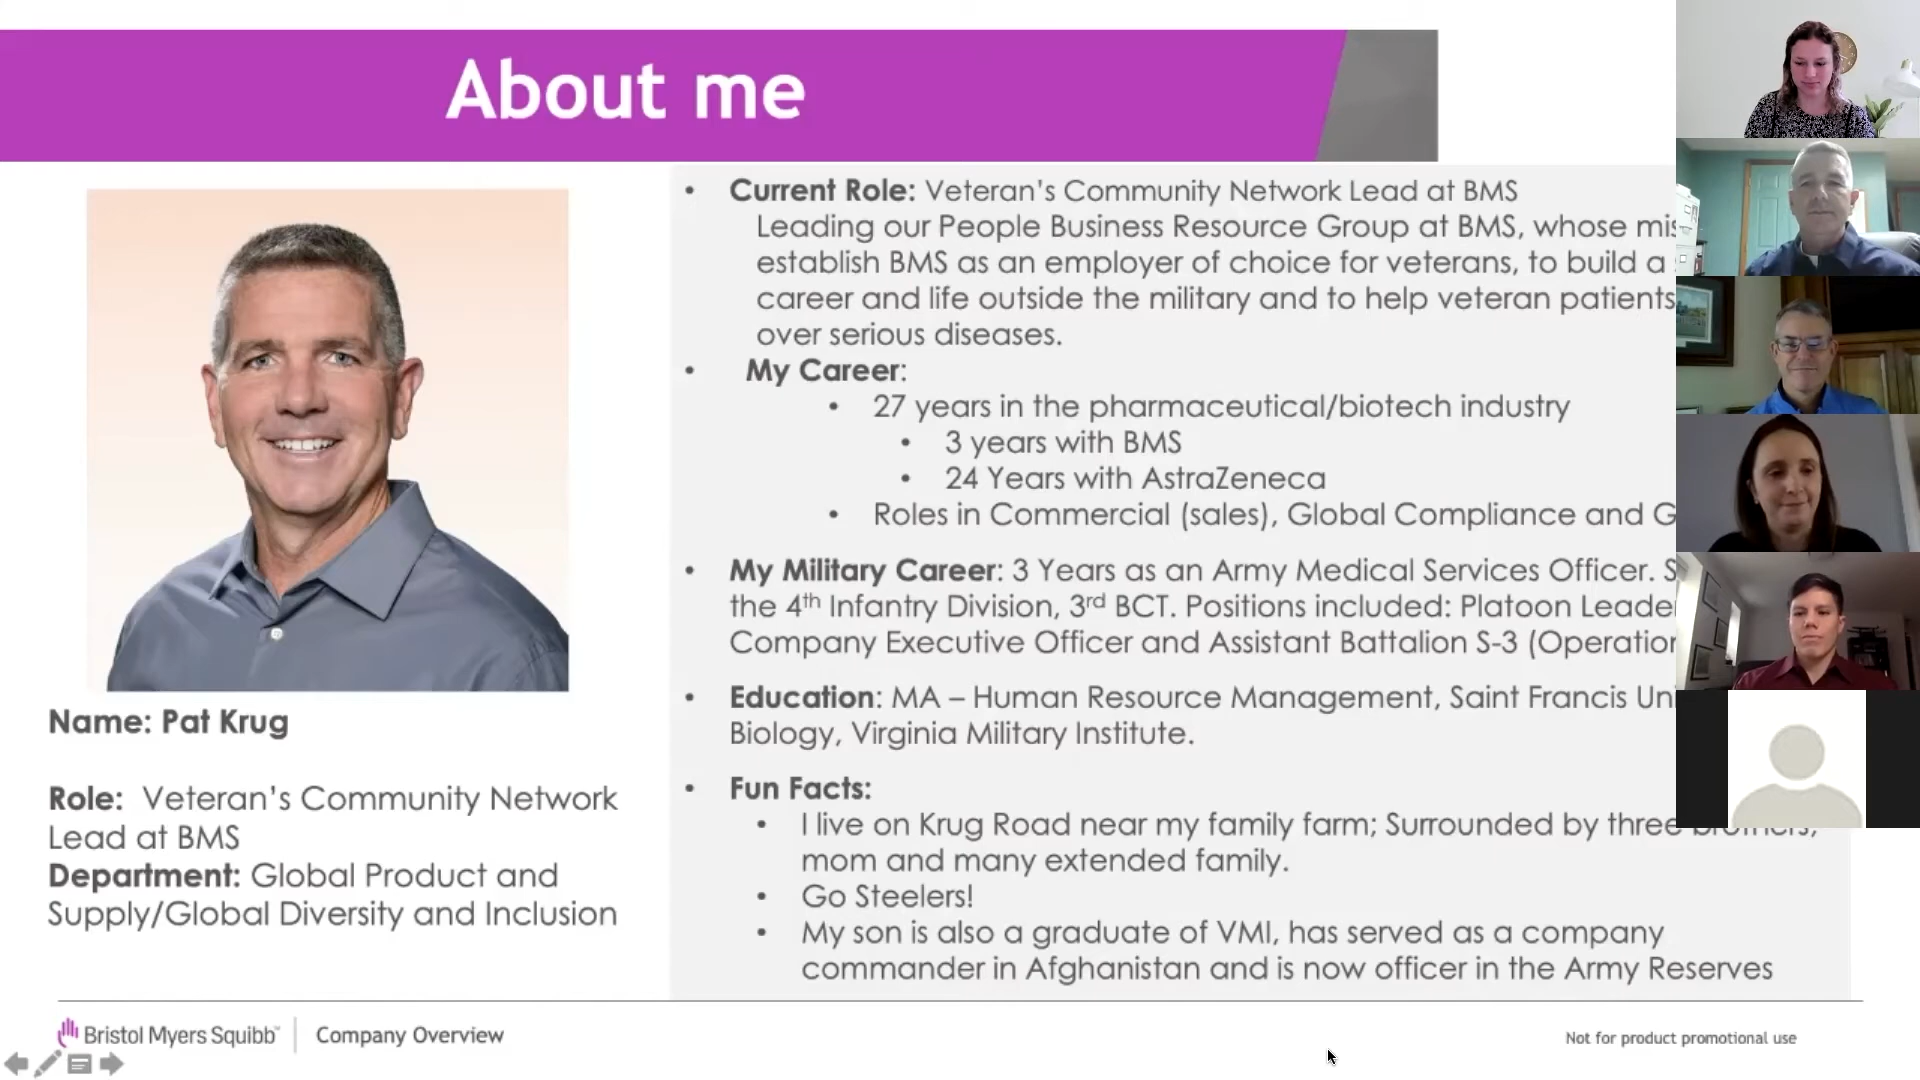 About me
Name: Pat Krug
Role: Veteran's Community Network
Lead at BMS
Department: Global Product and
Supply/Global Diversity and Inclusion
• Current Role: Veteran's Community Network Lead at BMS
Leading our People Business Resource Group at BMS, whose
establish BMS as an employer of choice for veterans, to build a
career and life outside the military and to help veteran patients
over serious diseases.
• My Career:
• 27 years in the pharmaceutical/biotech industry
• 3 years with BMS
• 24 Years with AstraZeneca
• Roles in Commercial (sales), Global Compliance and
• My Military Career: 3 Years as an Army Medical Services Officer.
the 4th Infantry Division, 3rd BCT. Positions included: Platoon
Company Executive Officer and Assistant Battalion S-3
• Education: MA – Human Resource Management, Saint Francis
Biology, Virginia Military Institute.
• Fun Facts:
• I live on Krug Road near my family farm; Surrounded by three brothers,
mom and many extended family.
• Go Steelers!
• My son is also a graduate of VMI, has served as a company
commander in Afghanistan and is now officer in the Army Reserves
Bristol Myers Squibb™ | Company Overview
Not for product promotional use